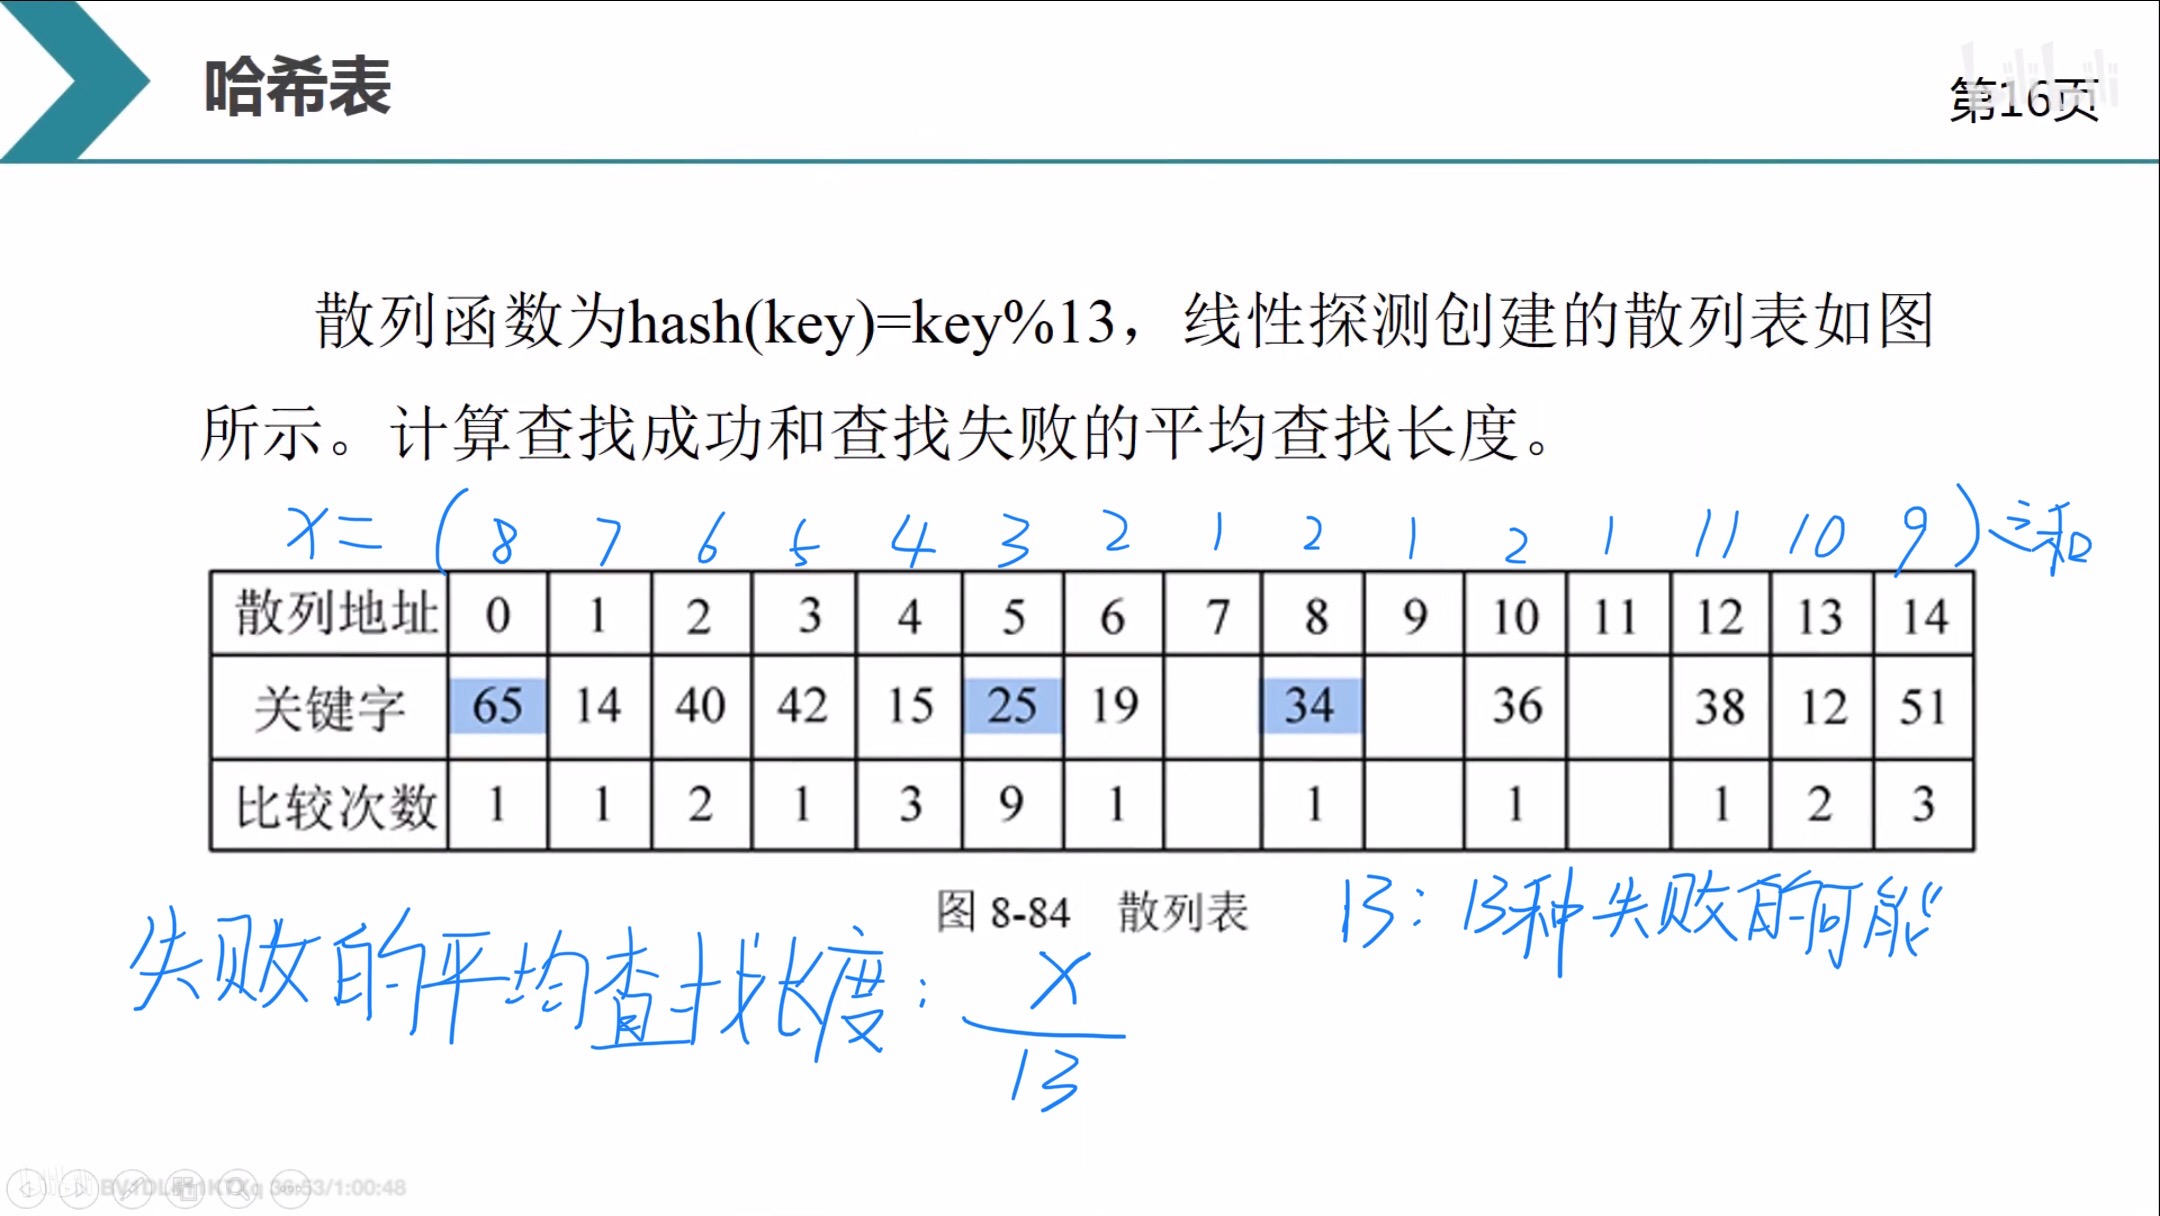 哈希表
第16页
bilibili
散列函数为hash(key)=key%13，线性探测创建的散列表如图
所示。计算查找成功和查找失败的平均查找长度。
x=(8 7 6 5 4 3 2 1 2 1 2 1 11 10 9)之和
散列地址 0 1 2 3 4 5 6 7 8 9 10 11 12 13 14
关键字 65 14 40 42 15 25 19 34 36 38 12 51
比较次数 1 1 2 1 3 9 1 1 1 1 2 3
图 8-84 散列表
13：13种失败的可能
失败的平均查找长度：x
13
36:53/1:00:48